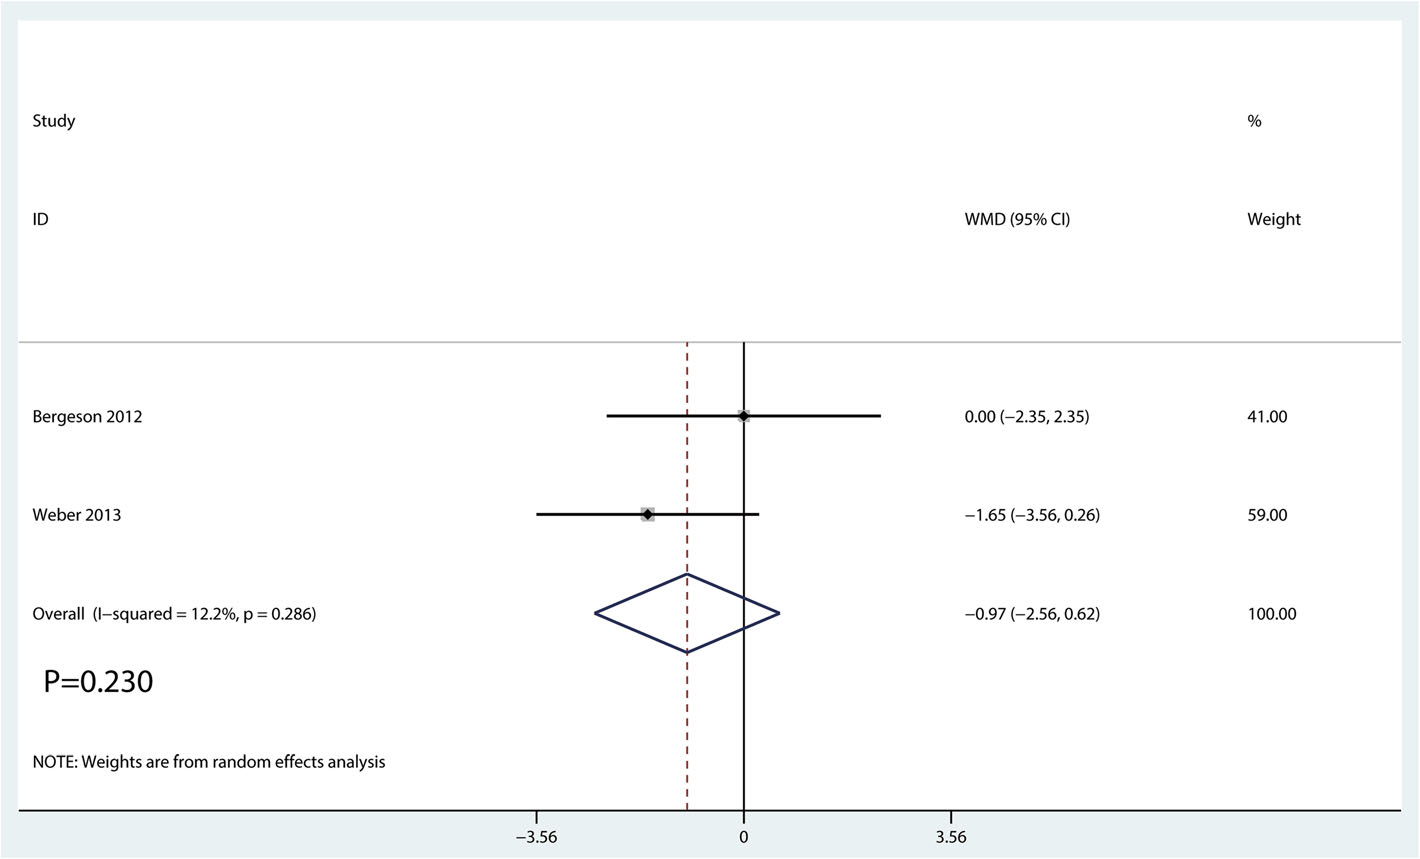 Study %
ID WMD (95% CI) Weight
Bergeson 2012 0.00 (−2.35, 2.35) 41.00
Weber 2013 −1.65 (−3.56, 0.26) 59.00
Overall (I−squared = 12.2%, p = 0.286) −0.97 (−2.56, 0.62) 100.00
P=0.230
NOTE: Weights are from random effects analysis
−3.56 0 3.56